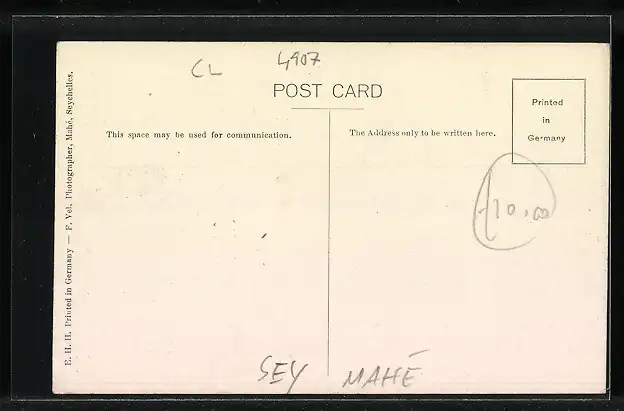 CL 4907
POST CARD
This space may be used for communication.
The Address only to be written here.
Printed
in
Germany
E. H. H. Printed in Germany — F. Vel, Photographer, Mahé, Seychelles.
10.00
SEY MAHÉ